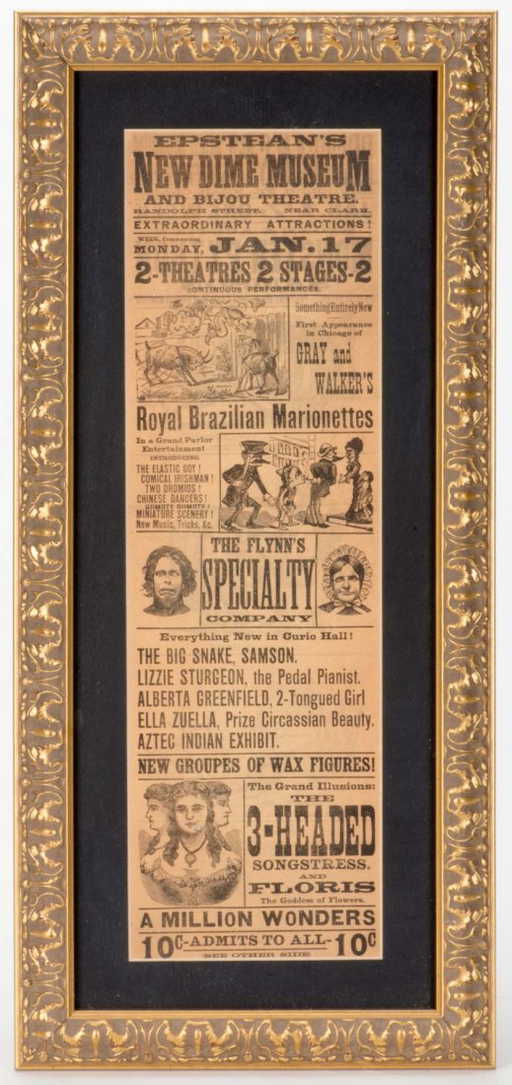 EPSTEAN'S
NEW DIME MUSEUM
AND BIJOU THEATRE.
RANDOLPH STREET, NEAR CLARK.
EXTRAORDINARY ATTRACTIONS!
WEEK, Commencing
MONDAY, JAN. 17
2-THEATRES 2 STAGES-2
CONTINUOUS PERFORMANCES.
Something Entirely New
First Appearance
in Chicago of
GRAY and
WALKER'S
Royal Brazilian Marionettes
In a Grand Parlor
Entertainment
INTRODUCING
THE ELASTIC BOY!
COMICAL IRISHMAN!
TWO DROMIOS!
CHINESE DANCERS!
HUMPTY DUMPTY!
MINIATURE SCENERY!
New Music, Tricks, &c.
THE FLYNN'S
SPECIALTY
COMPANY
Everything New in Curio Hall!
THE BIG SNAKE, SAMSON.
LIZZIE STURGEON, the Pedal Pianist.
ALBERTA GREENFIELD, 2-Tongued Girl
ELLA ZUELLA, Prize Circassian Beauty.
AZTEC INDIAN EXHIBIT.
NEW GROUPES OF WAX FIGURES!
The Grand Illusions:
THE
3-HEADED
SONGSTRESS.
AND
FLORIS
The Goddess of Flowers.
A MILLION WONDERS
10c-ADMITS TO ALL-10c
SEE OTHER SIDE